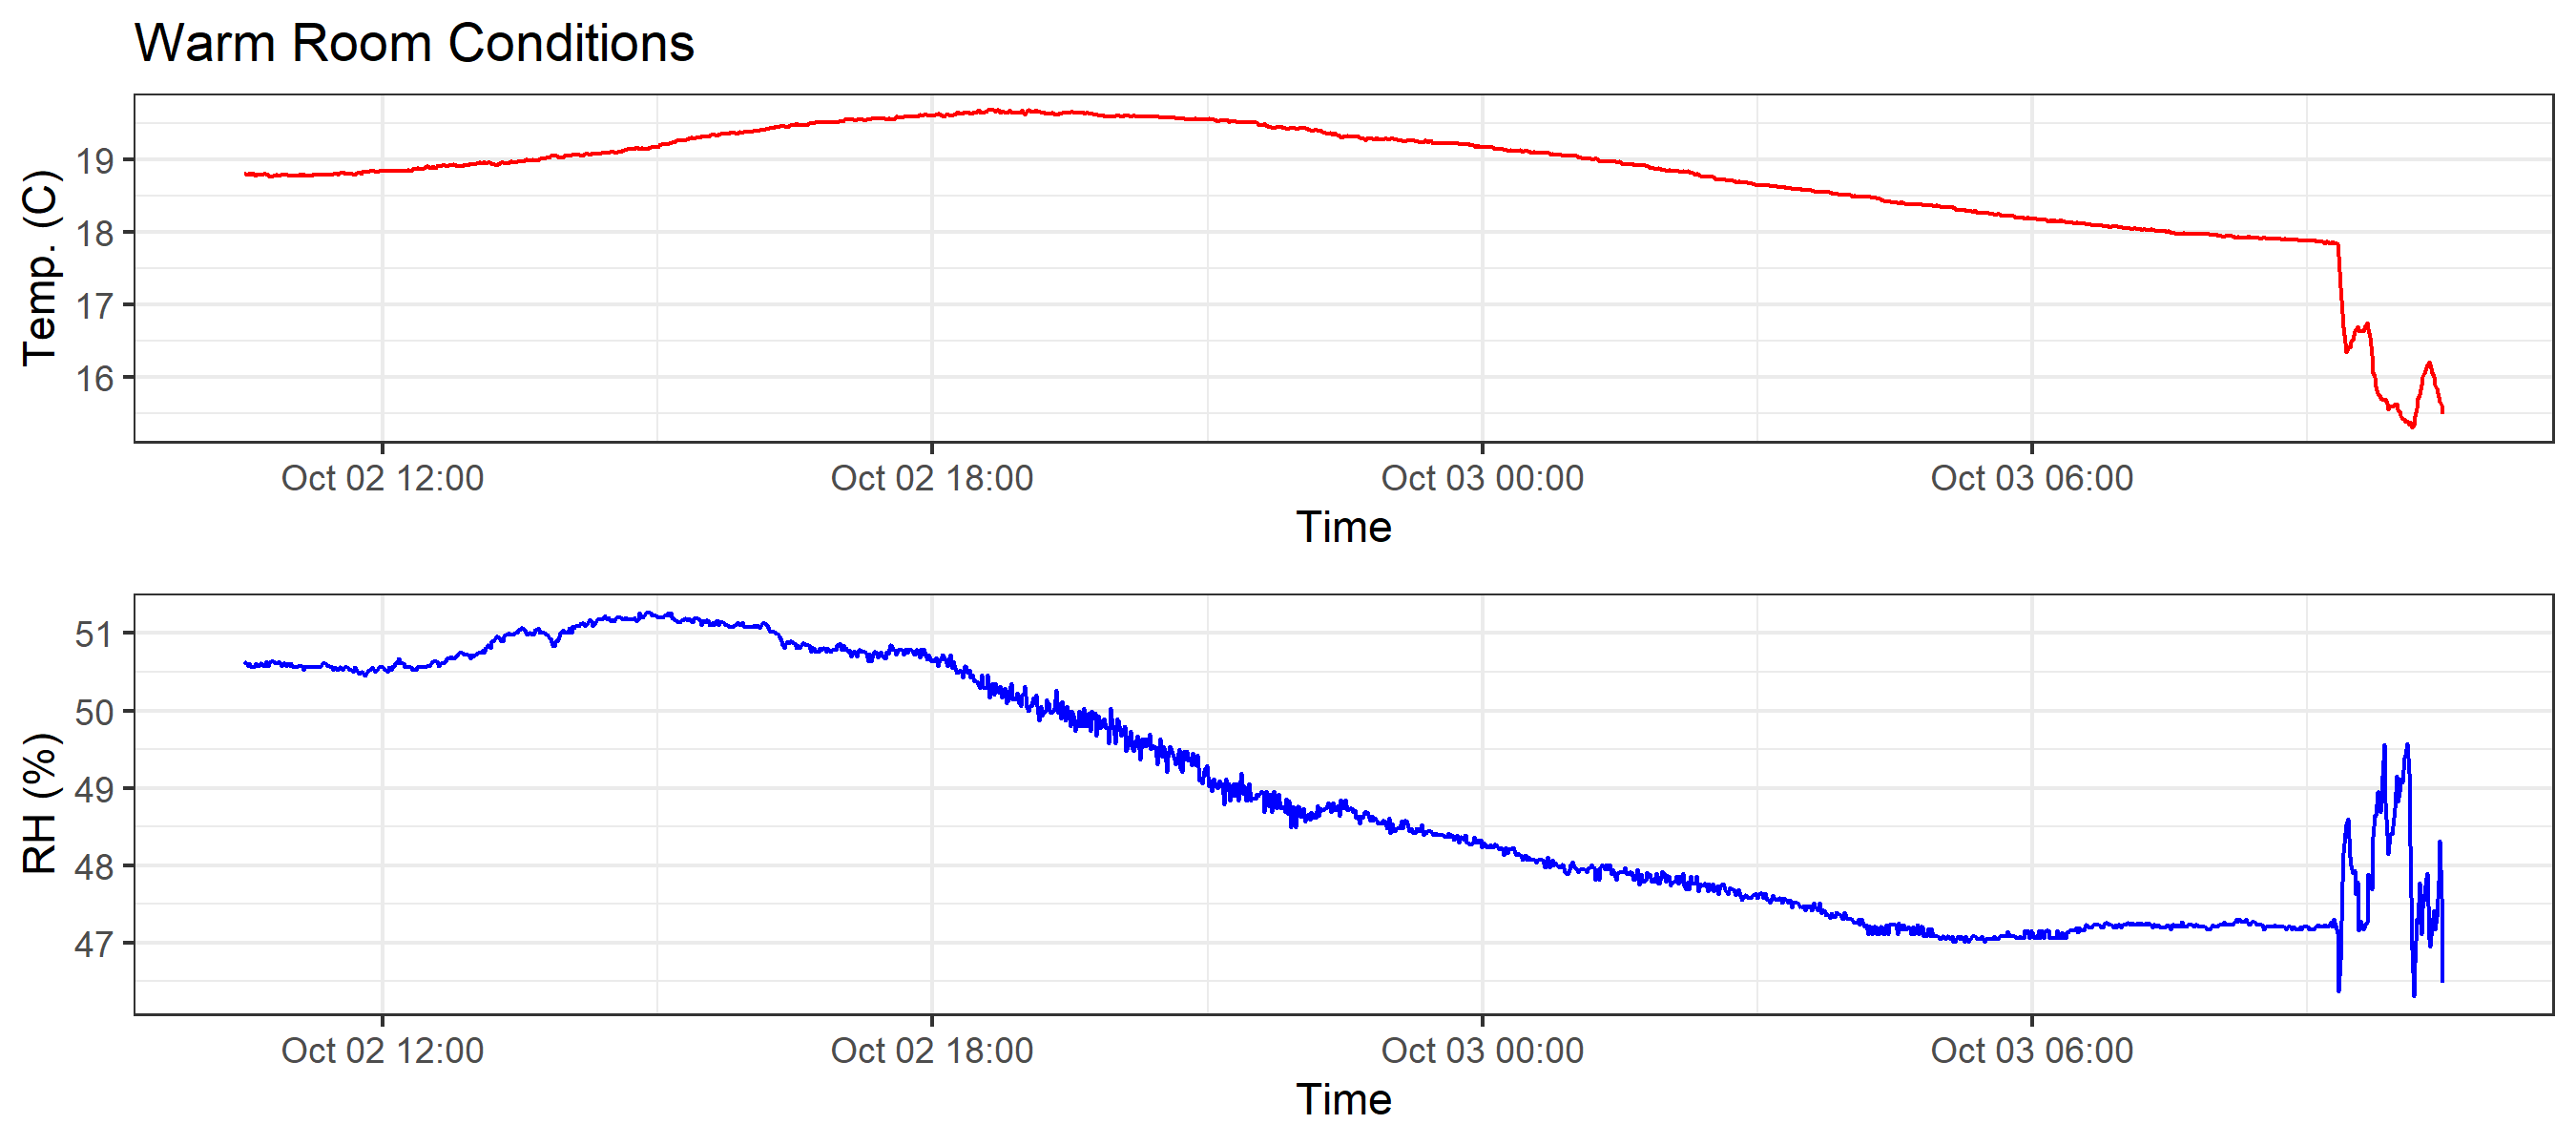 Warm Room Conditions
Temp. (C)
19
18
17
16
Oct 02 12:00 Oct 02 18:00 Oct 03 00:00 Oct 03 06:00
Time
RH (%)
51
50
49
48
47
Oct 02 12:00 Oct 02 18:00 Oct 03 00:00 Oct 03 06:00
Time